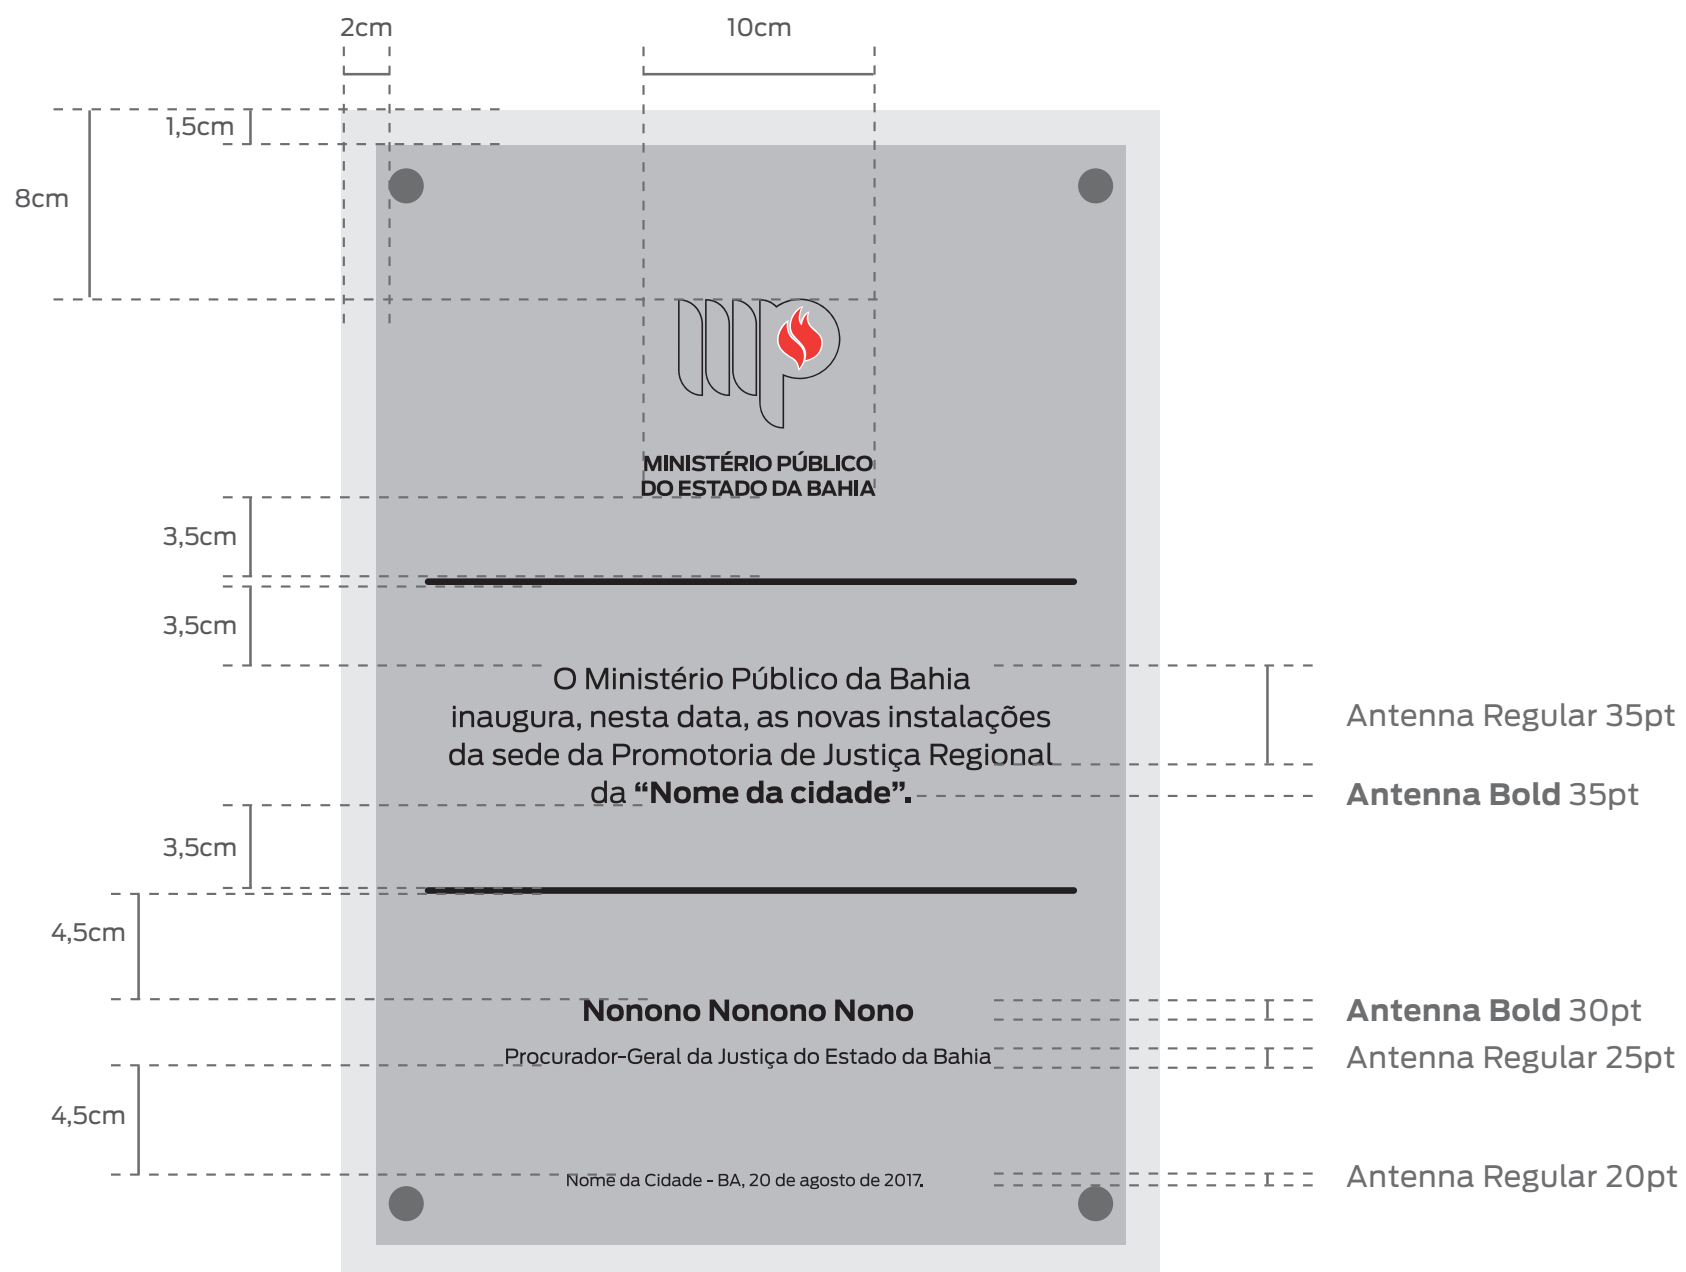 2cm
10cm
1,5cm
8cm
MINISTÉRIO PÚBLICO
DO ESTADO DA BAHIA
3,5cm
3,5cm
O Ministério Público da Bahia
inaugura, nesta data, as novas instalações
da sede da Promotoria de Justiça Regional
da “Nome da cidade”.
Antenna Regular 35pt
Antenna Bold 35pt
3,5cm
4,5cm
Nonono Nonono Nono
Antenna Bold 30pt
Procurador-Geral da Justiça do Estado da Bahia
Antenna Regular 25pt
4,5cm
Nome da Cidade - BA, 20 de agosto de 2017.
Antenna Regular 20pt